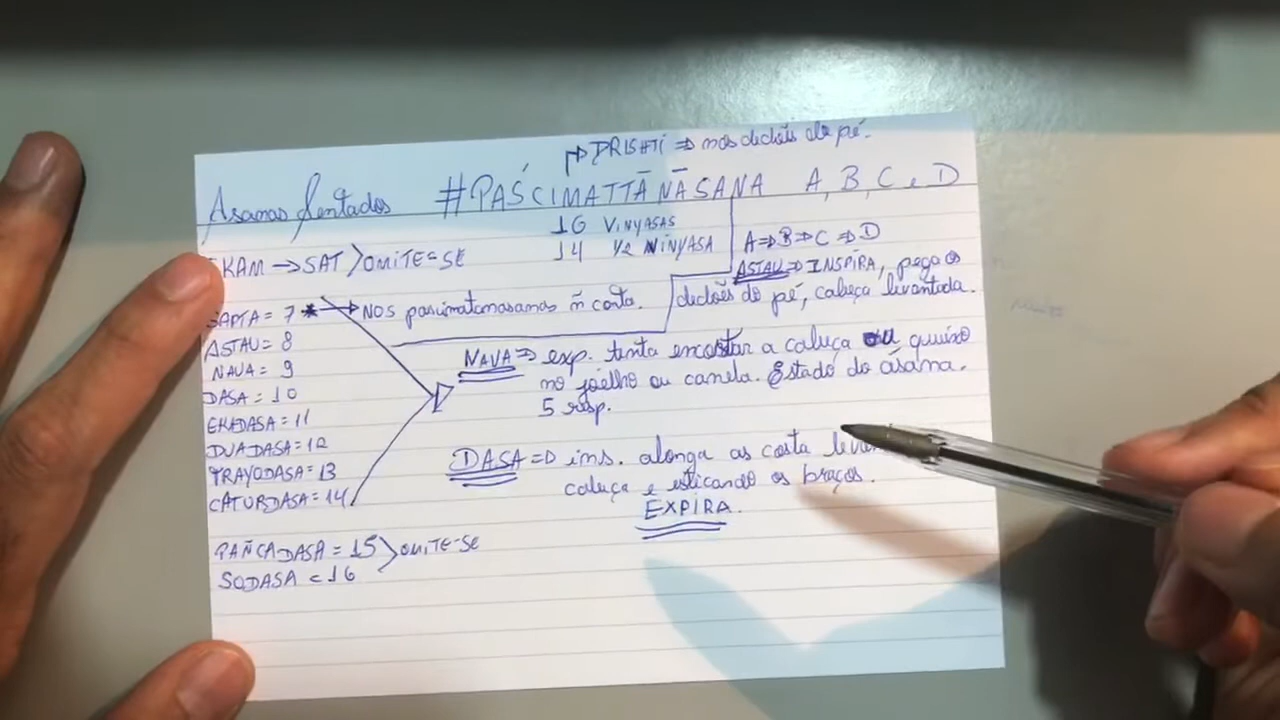 DRISHTI => nos dedões do pé.
Asanas Sentados #PAŚCIMATTĀNĀSANA A, B, C e D
16 VINYASAS
14 1/2 VINYASA
A=>B=>C=>D
EKAM → SAT > OMITE-SE
ASTAU => INSPIRA, pego os
dedões do pé, cabeça levantada.
SAPTA = 7 * → NOS pascimatanasanas ñ conta.
ASTAU = 8
NAVA = 9
DASA = 10
EKADASA = 11
DUADASA = 12
TRAYODASA = 13
CATURDASA = 14
NAVA => exp. tenta encostar a cabeça ou queixo
no joelho ou canela. Estado do ásana.
5 resp.
DASA => ins. alonga as costa
cabeça e esticando os braços.
EXPIRA.
PAÑCADASA = 15 > OMITE-SE
SODASA = 16